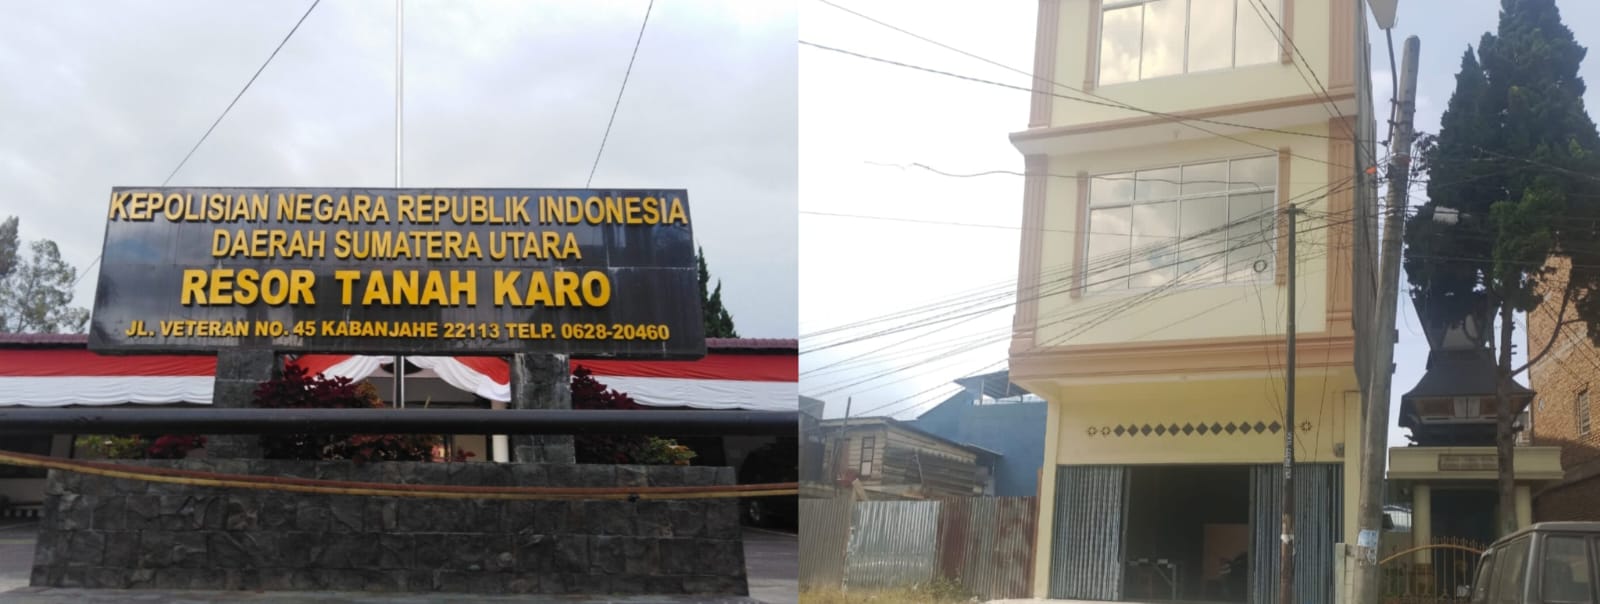 KEPOLISIAN NEGARA REPUBLIK INDONESIA
DAERAH SUMATERA UTARA
RESOR TANAH KARO
JL. VETERAN NO. 45 KABANJAHE 22113 TELP. 0628-20460